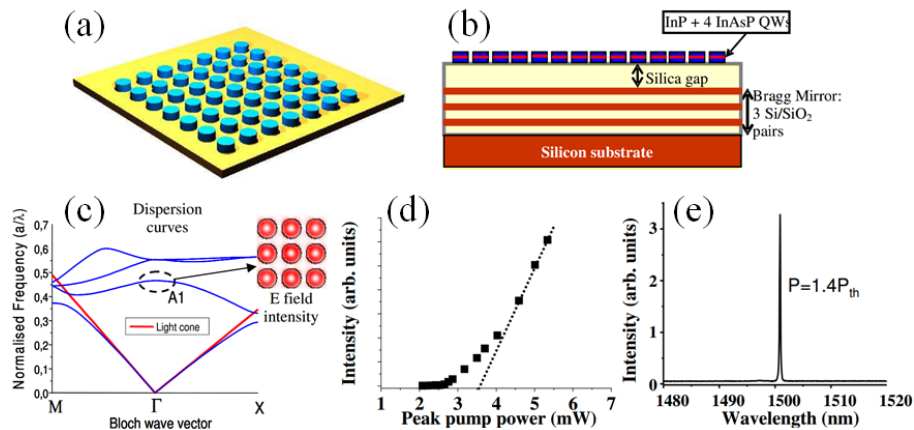 (a)
(b)
InP + 4 InAsP QWs
Silica gap
Bragg Mirror:
3 Si/SiO2
pairs
Silicon substrate
(c)
Dispersion
curves
Normalised Frequency (a/λ)
0,7
0,6
0,5
0,4
0,3
0,2
0,1
0,0
A1
E field
intensity
Light cone
M Γ X
Bloch wave vector
(d)
Intensity (arb. units)
1 2 3 4 5 6 7
Peak pump power (mW)
(e)
Intensity (arb. units)
3
2
1
0
P=1.4Pth
1480 1490 1500 1510 1520
Wavelength (nm)